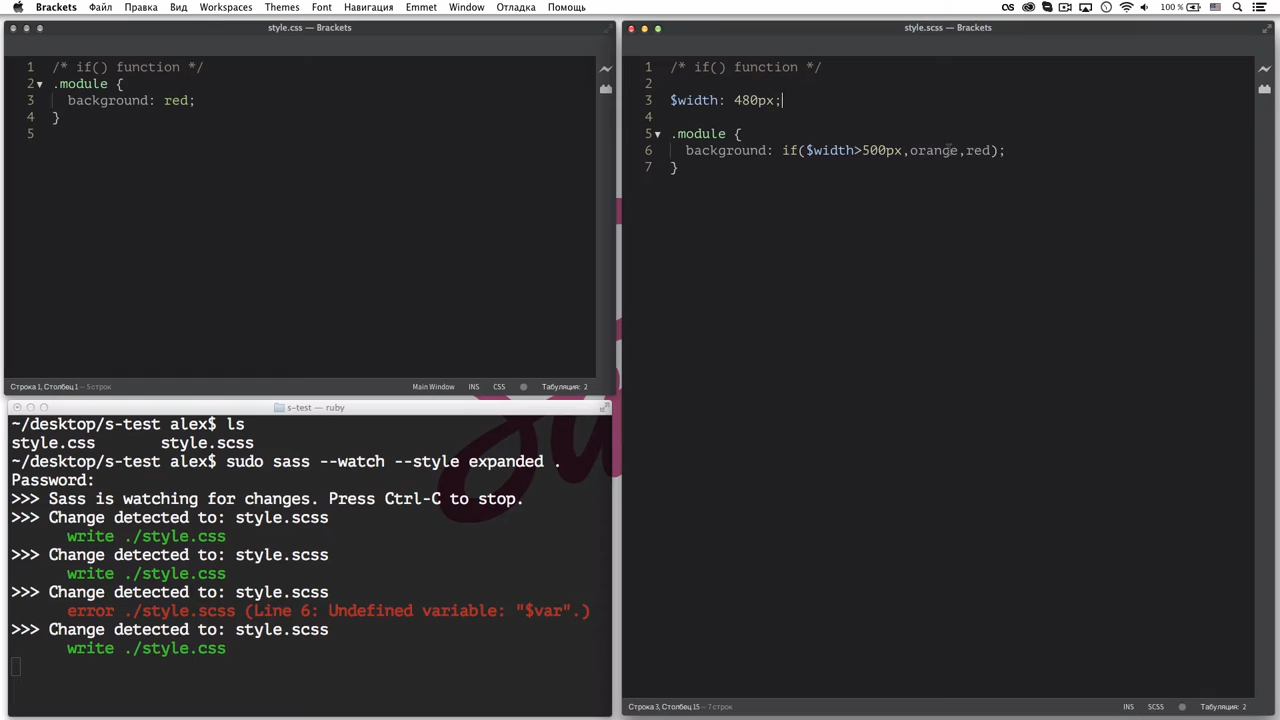 Brackets Файл Правка Вид Workspaces Themes Font Навигация Emmet Window Отладка Помощь 100 %
style.css — Brackets
1 /* if() function */
2 .module {
3 background: red;
4 }
5
Строка 1, Столбец 1 — 5 строк Main Window INS CSS Табуляция: 2
s-test — ruby
~/desktop/s-test alex$ ls
style.css style.scss
~/desktop/s-test alex$ sudo sass --watch --style expanded .
Password:
>>> Sass is watching for changes. Press Ctrl-C to stop.
>>> Change detected to: style.scss
write ./style.css
>>> Change detected to: style.scss
write ./style.css
>>> Change detected to: style.scss
error ./style.scss (Line 6: Undefined variable: "$var".)
>>> Change detected to: style.scss
write ./style.css
style.scss — Brackets
1 /* if() function */
2
3 $width: 480px;
4
5 .module {
6 background: if($width>500px,orange,red);
7 }
Строка 3, Столбец 15 — 7 строк INS SCSS Табуляция: 2